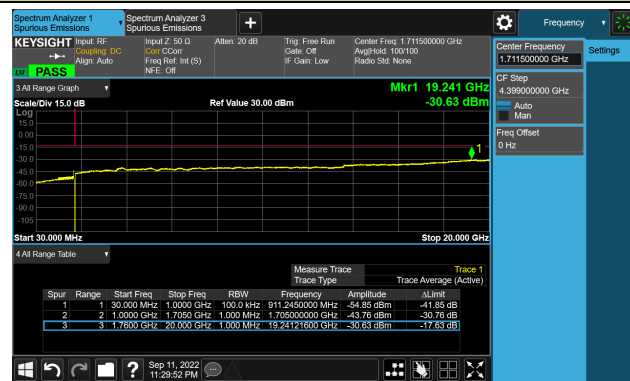 Spectrum Analyzer 1
Spurious Emissions
Spectrum Analyzer 3
Spurious Emissions
Frequency
KEYSIGHT
Input: RF
Coupling: DC
Align: Auto
Input Z: 50 Ω
Corr CCorr
Freq Ref: Int (S)
NFE: Off
Atten: 20 dB
Trig: Free Run
Gate: Off
IF Gain: Low
Center Freq: 1.711500000 GHz
Avg|Hold: 100/100
Radio Std: None
PASS
Center Frequency
1.711500000 GHz
Settings
CF Step
4.399000000 GHz
Auto
Man
Freq Offset
0 Hz
3 All Range Graph
Mkr1 19.241 GHz
Scale/Div 15.0 dB
Ref Value 30.00 dBm
-30.63 dBm
Log
15.0
0.00
-15.0
-30.0
-45.0
-60.0
-75.0
-90.0
-105
1
Start 30.000 MHz
Stop 20.000 GHz
4 All Range Table
Measure Trace Trace 1
Trace Type Trace Average (Active)
Spur Range Start Freq Stop Freq RBW Frequency Amplitude ΔLimit
1 1 30.000 MHz 1.0000 GHz 100.0 kHz 911.2450000 MHz -54.85 dBm -41.85 dB
2 2 1.0000 GHz 1.7050 GHz 1.000 MHz 1.705000000 GHz -43.76 dBm -30.76 dB
3 3 1.7600 GHz 20.000 GHz 1.000 MHz 19.24121600 GHz -30.63 dBm -17.63 dB
Sep 11, 2022
11:29:52 PM